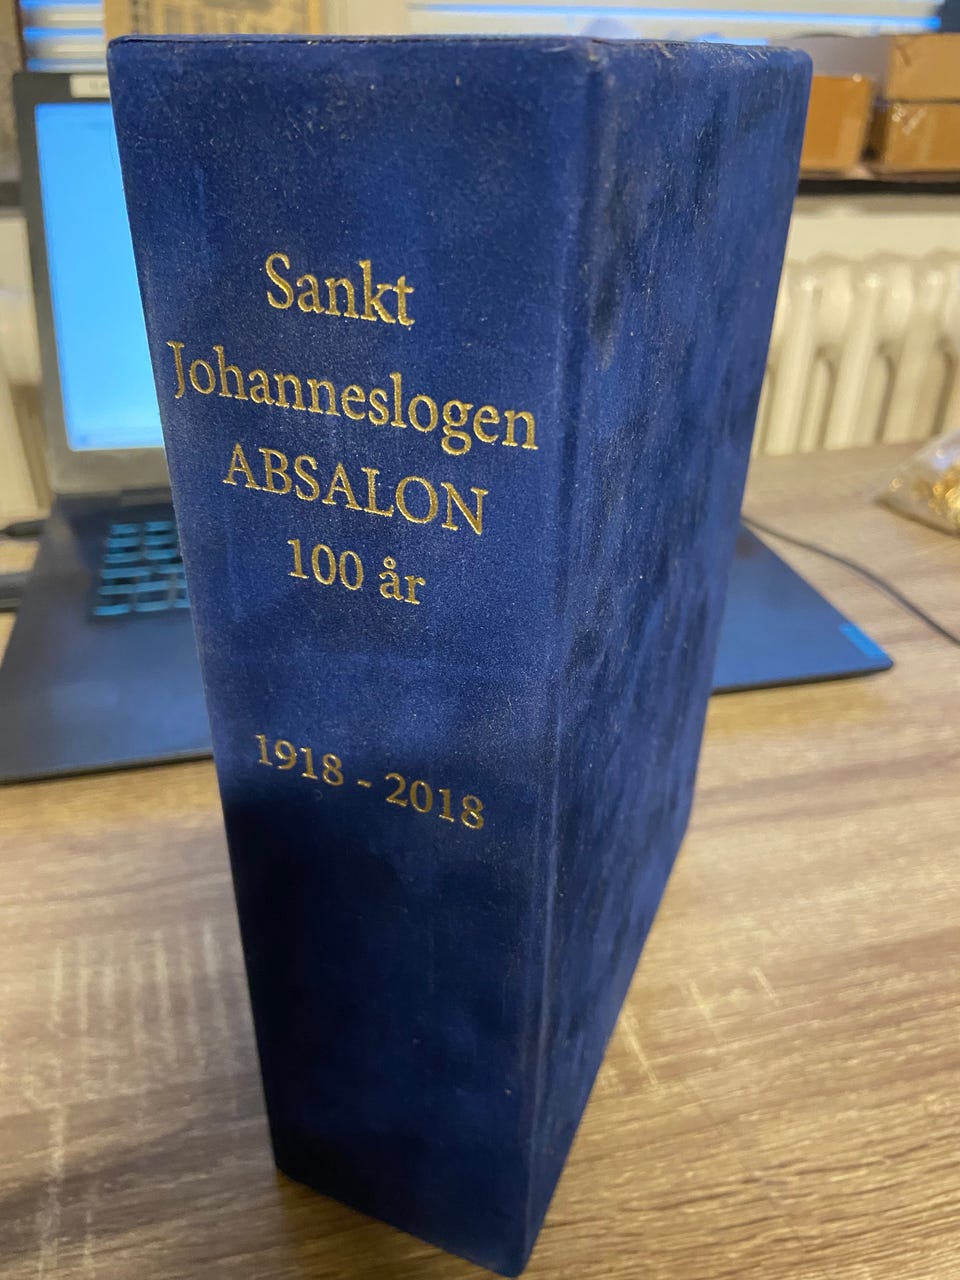 Sankt
Johanneslogen
ABSALON
100 år
1918 - 2018